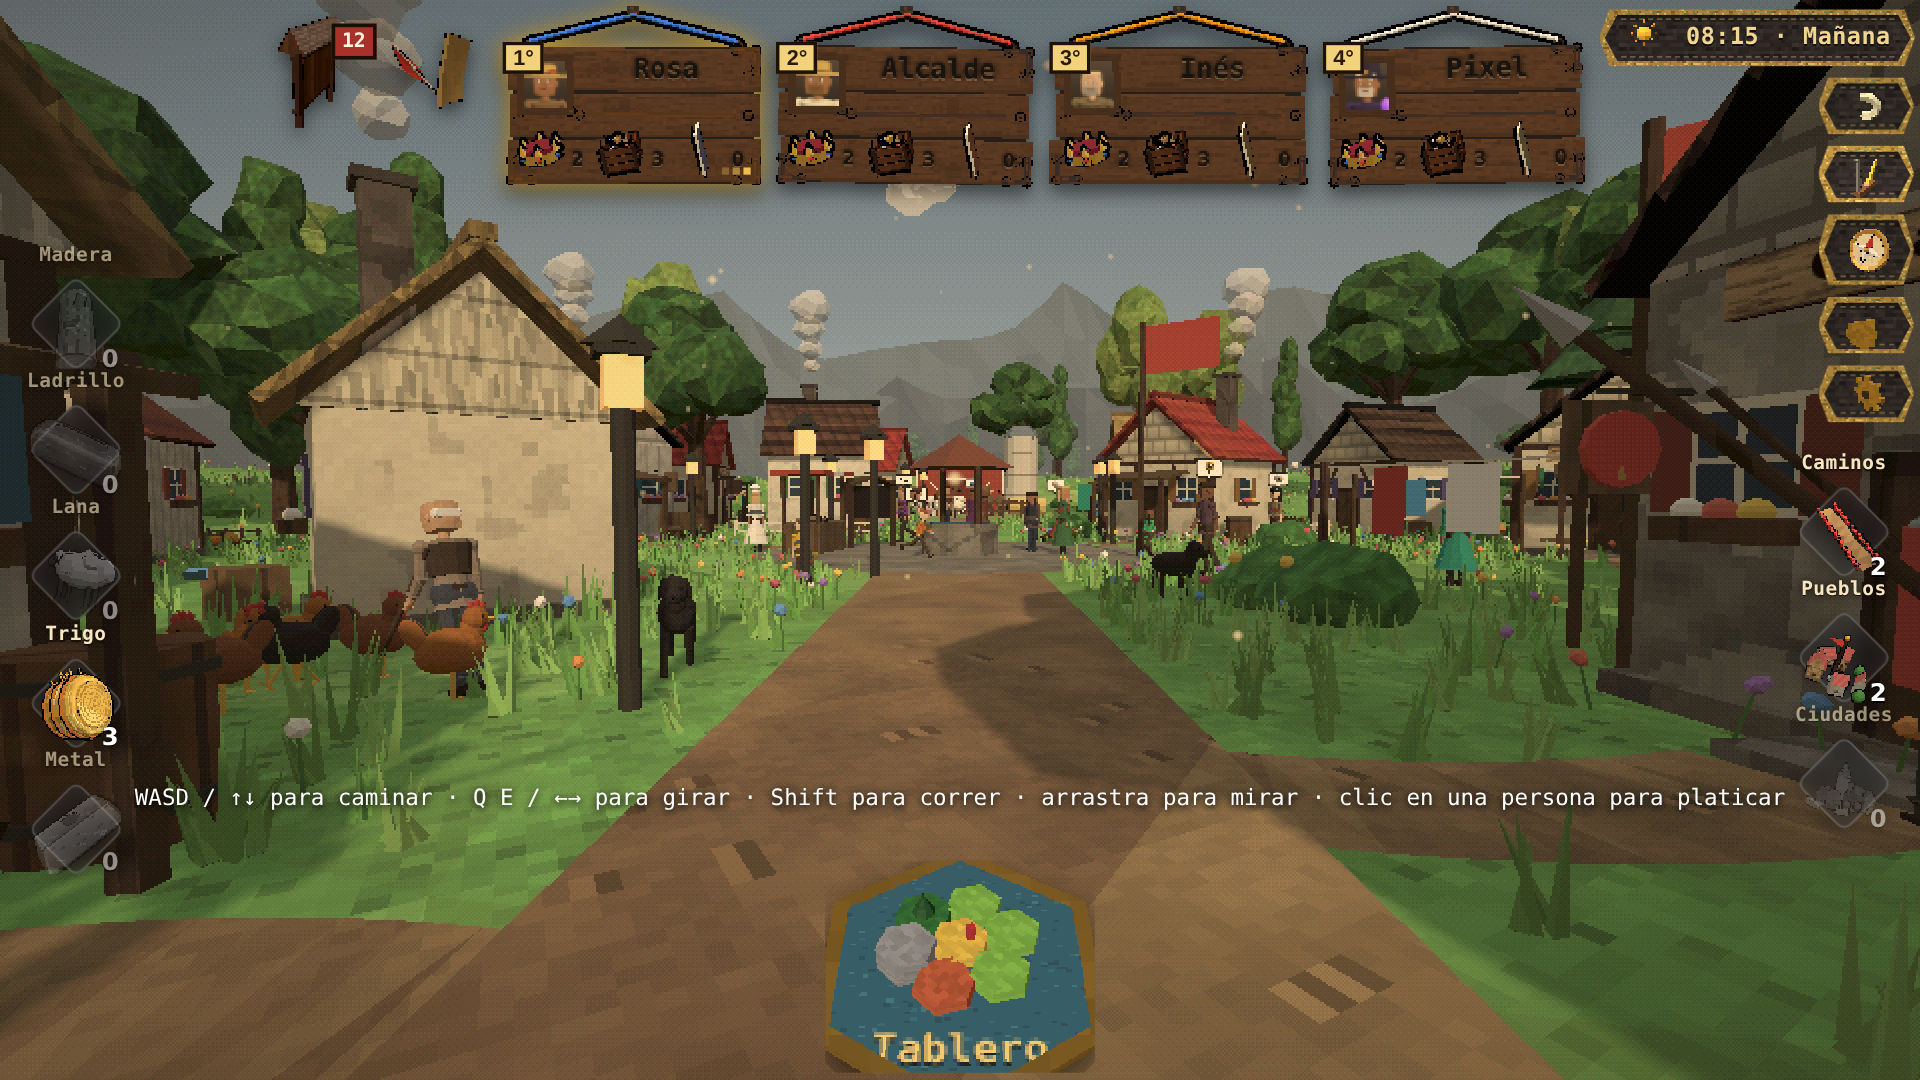 12
1° Rosa
2 3 0
2° Alcalde
2 3 0
3° Inés
2 3 0
4° Pixel
2 3 0
08:15 · Mañana
Madera
0
Ladrillo
0
Lana
0
Trigo
3
Metal
0
Caminos
2
Pueblos
2
Ciudades
0
WASD / ↑↓ para caminar · Q E / ←→ para girar · Shift para correr · arrastra para mirar · clic en una persona para platicar
Tablero